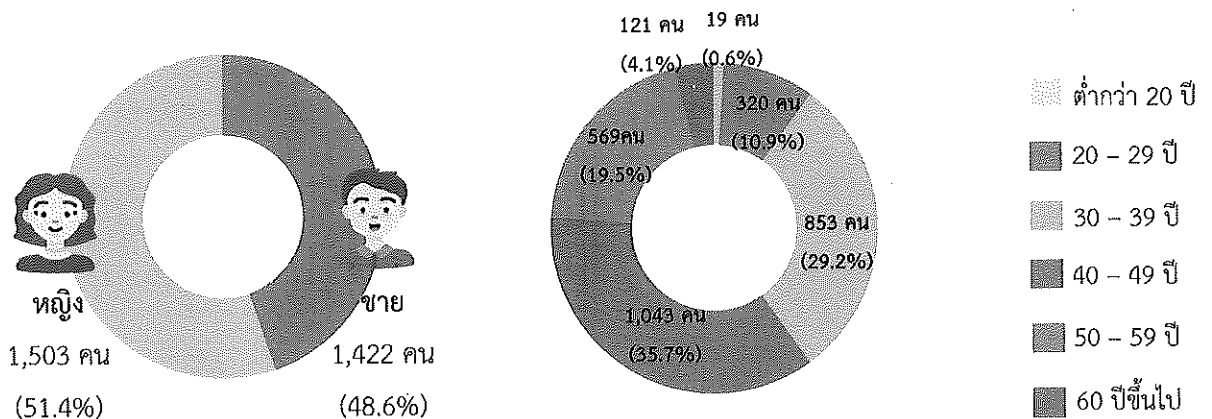 หญิง
1,503 คน
(51.4%)
ชาย
1,422 คน
(48.6%)
121 คน
(4.1%)
19 คน
(0.6%)
320 คน
(10.9%)
853 คน
(29.2%)
1,043 คน
(35.7%)
569คน
(19.5%)
ต่ำกว่า 20 ปี
20 – 29 ปี
30 – 39 ปี
40 – 49 ปี
50 – 59 ปี
60 ปีขึ้นไป